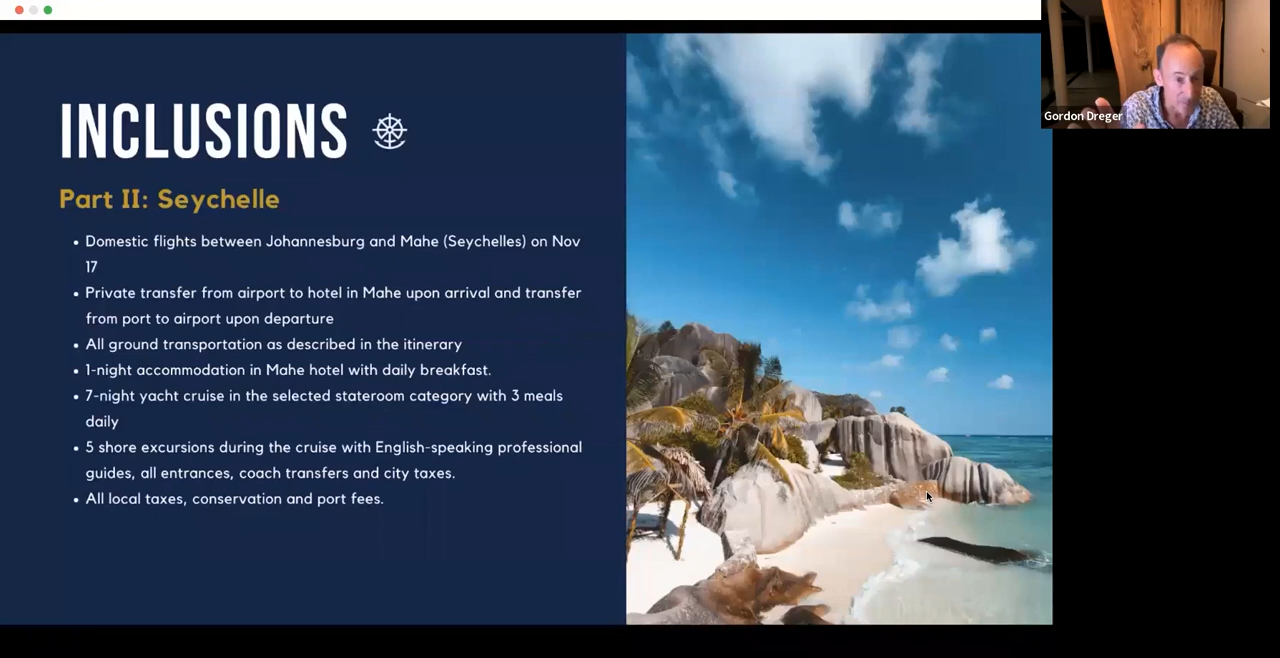 INCLUSIONS
Part II: Seychelle
• Domestic flights between Johannesburg and Mahe (Seychelles) on Nov
17
• Private transfer from airport to hotel in Mahe upon arrival and transfer
from port to airport upon departure
• All ground transportation as described in the itinerary
• 1-night accommodation in Mahe hotel with daily breakfast.
• 7-night yacht cruise in the selected stateroom category with 3 meals
daily
• 5 shore excursions during the cruise with English-speaking professional
guides, all entrances, coach transfers and city taxes.
• All local taxes, conservation and port fees.
Gordon Dreger